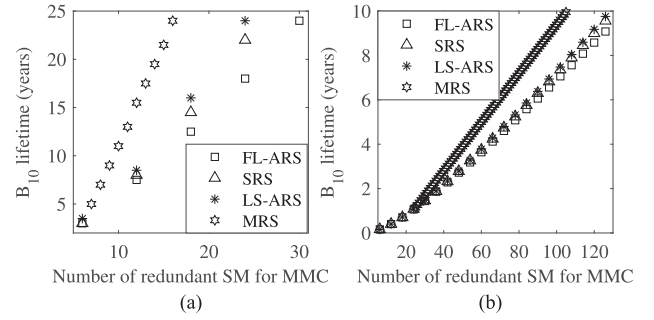 25
20
15
10
5
10
20
30
B10 lifetime (years)
Number of redundant SM for MMC
FL-ARS
SRS
LS-ARS
MRS
(a)
10
8
6
4
2
0
20
40
60
80
100
120
B10 lifetime (years)
Number of redundant SM for MMC
FL-ARS
SRS
LS-ARS
MRS
(b)